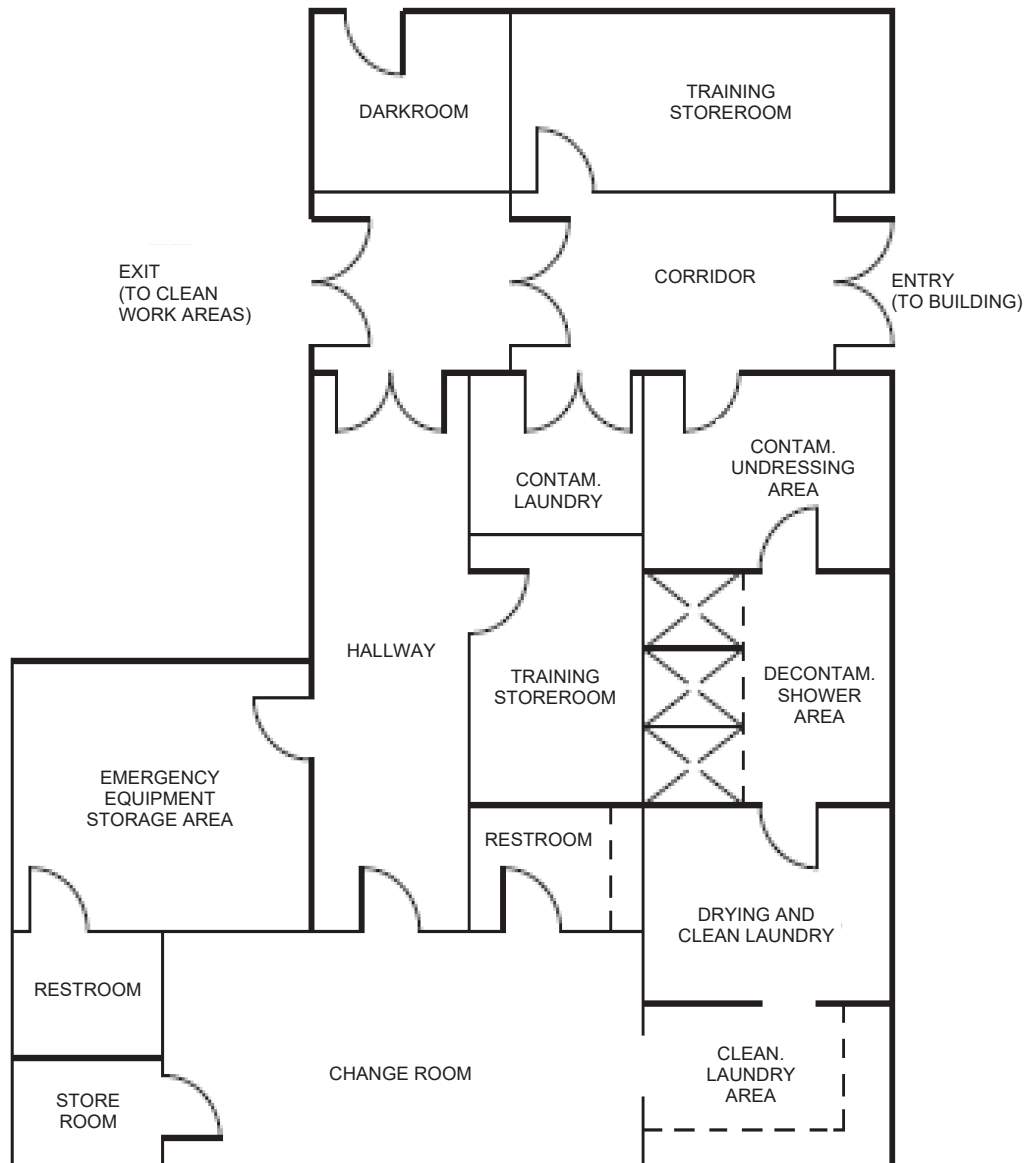 DARKROOM
TRAINING
STOREROOM
EXIT
(TO CLEAN
WORK AREAS)
CORRIDOR
ENTRY
(TO BUILDING)
CONTAM.
LAUNDRY
CONTAM.
UNDRESSING
AREA
HALLWAY
TRAINING
STOREROOM
DECONTAM.
SHOWER
AREA
EMERGENCY
EQUIPMENT
STORAGE AREA
RESTROOM
DRYING AND
CLEAN LAUNDRY
RESTROOM
CHANGE ROOM
CLEAN.
LAUNDRY
AREA
STORE
ROOM